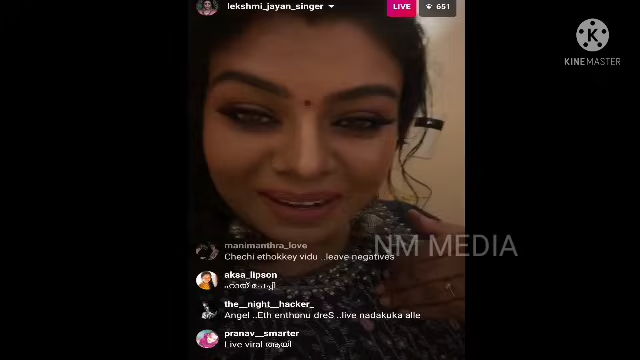 lekshmi_jayan_singer
LIVE
651
KINEMASTER
manimanthra_love
Chechi ethokkey vidu ..leave negatives
NM MEDIA
aksa_lipson
ഹായ് ചേച്ചി
the__night__hacker_
Angel ..Eth enthonu dreS ..live nadakuka alle
pranav__smarter
Live viral ആയി